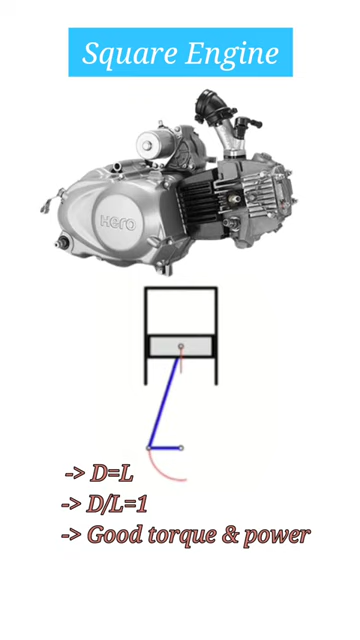 Square Engine
Hero
-> D=L
-> D/L=1
-> Good torque & power